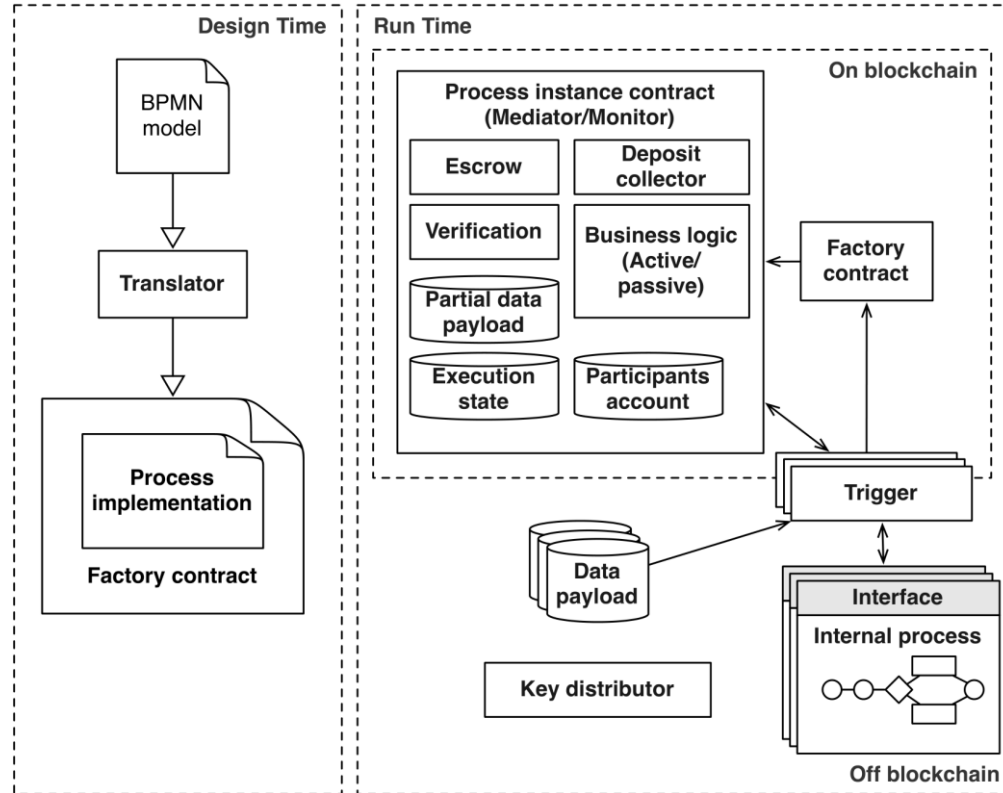 Design Time
BPMN
model
Translator
Process
implementation
Factory contract
Run Time
On blockchain
Process instance contract
(Mediator/Monitor)
Escrow
Deposit
collector
Verification
Business logic
(Active/
passive)
Partial data
payload
Execution
state
Participants
account
Factory
contract
Trigger
Data
payload
Interface
Internal process
Key distributor
Off blockchain